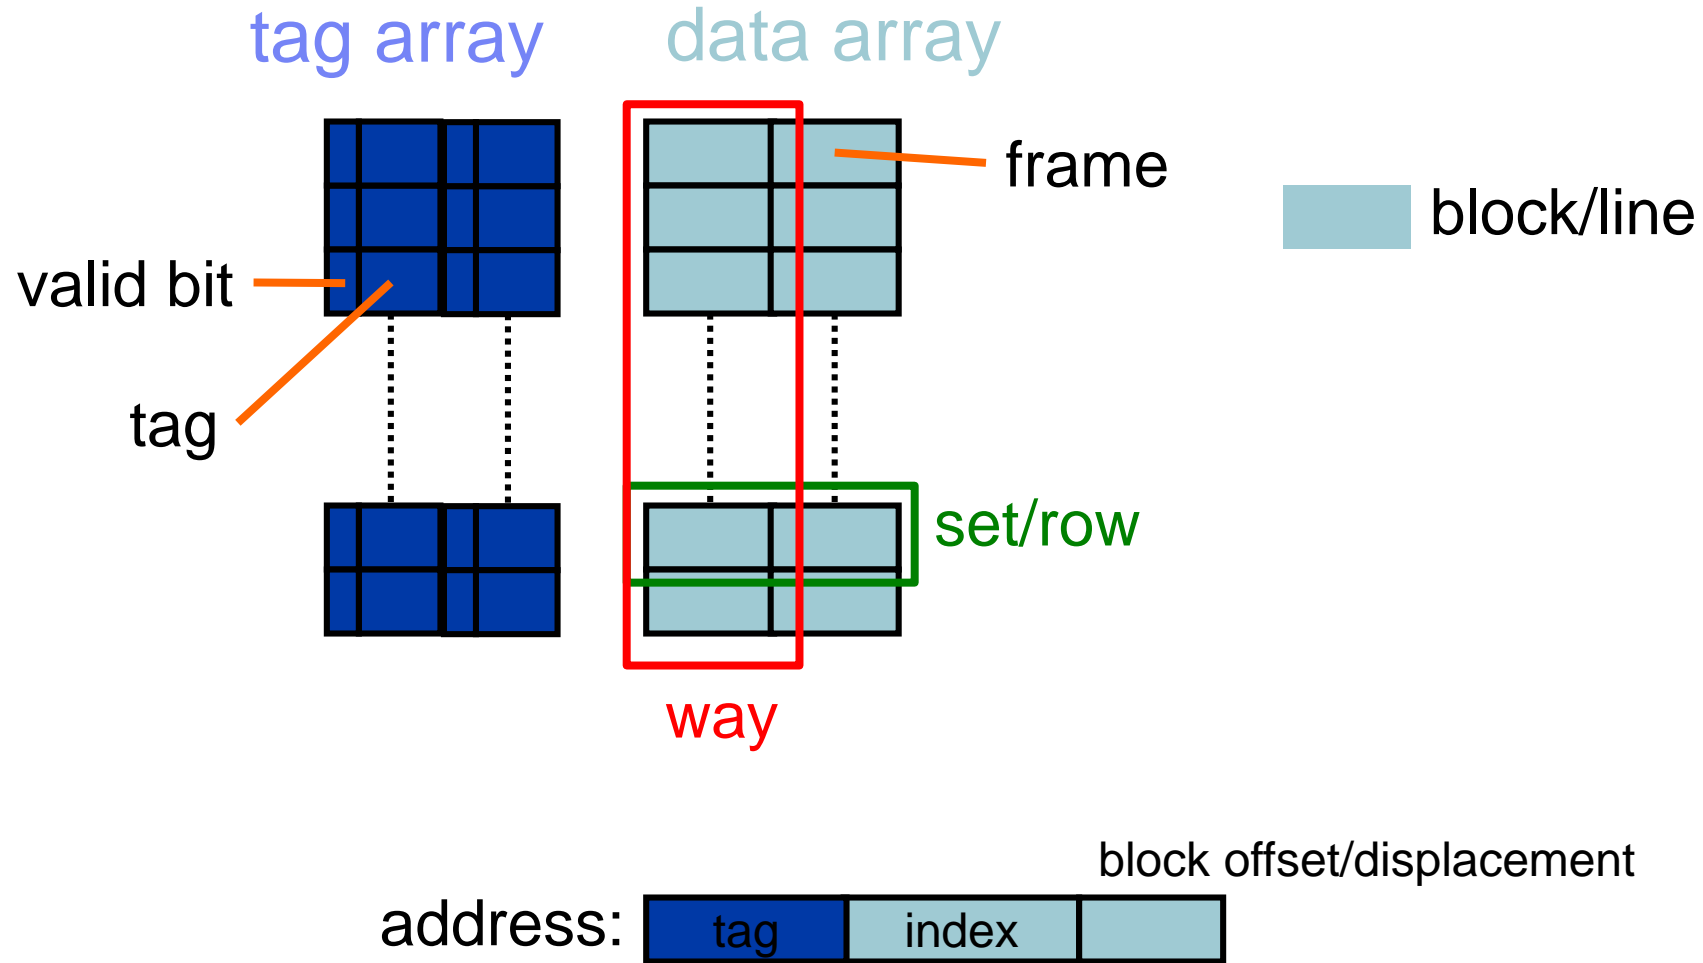 tag array
data array
frame
block/line
valid bit
tag
set/row
way
block offset/displacement
address:
tag
index